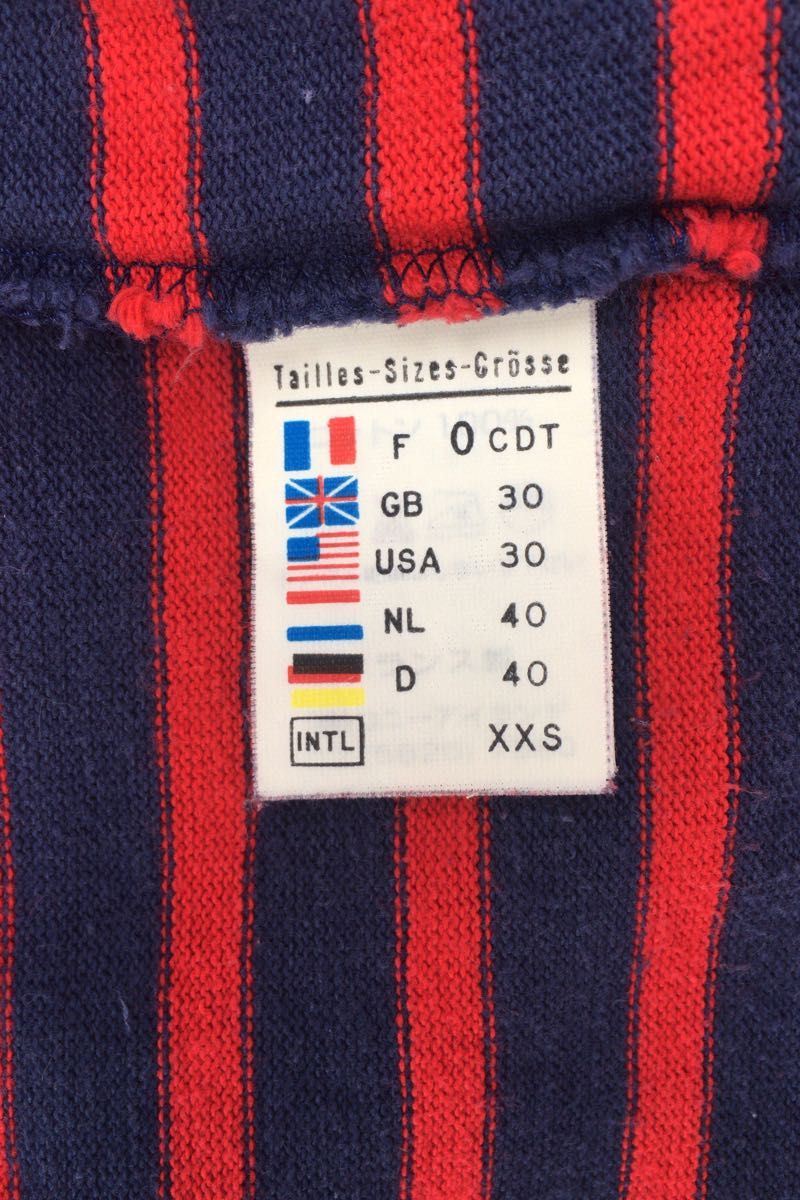 Tailles-Sizes-Grösse
F 0 CDT
GB 30
USA 30
NL 40
D 40
INTL XXS